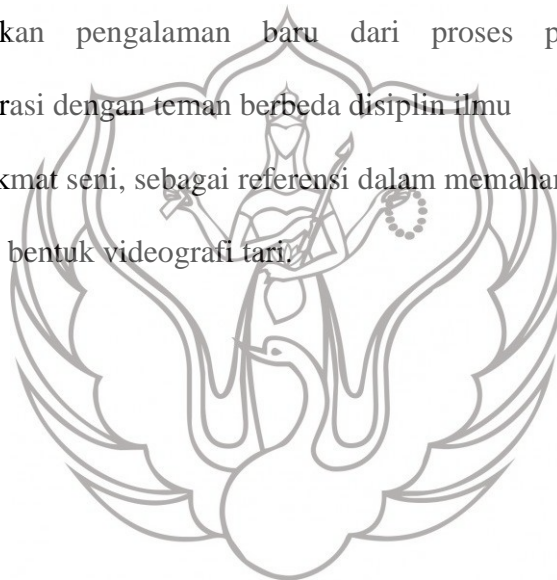 kan pengalaman baru dari proses p
rasi dengan teman berbeda disiplin ilmu
kmat seni, sebagai referensi dalam memahar
bentuk videografi tari.